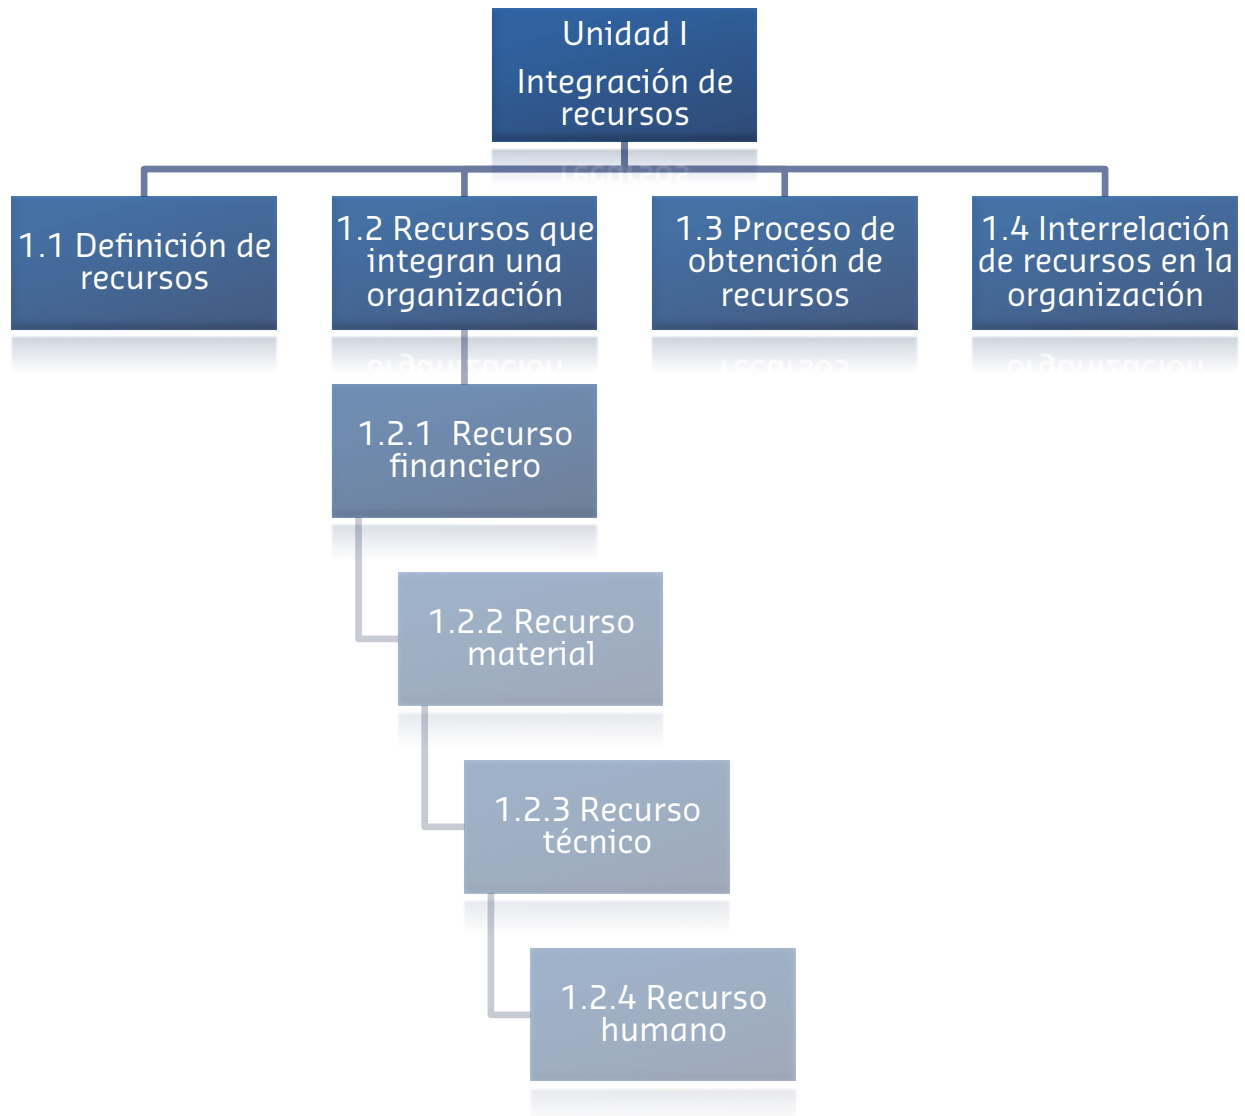 Unidad I
Integración de
recursos
1.1 Definición de
recursos
1.2 Recursos que
integran una
organización
1.3 Proceso de
obtención de
recursos
1.4 Interrelación
de recursos en la
organización
1.2.1  Recurso
financiero
1.2.2 Recurso
material
1.2.3 Recurso
técnico
1.2.4 Recurso
humano